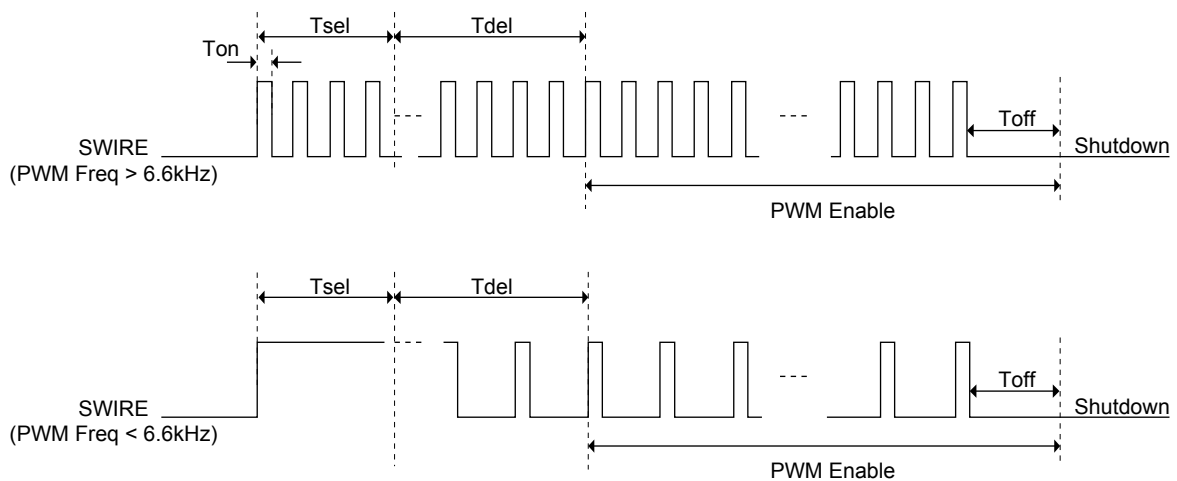 Tsel
Tdel
Ton
Toff
SWIRE
(PWM Freq > 6.6kHz)
Shutdown
PWM Enable
Tsel
Tdel
Toff
SWIRE
(PWM Freq < 6.6kHz)
Shutdown
PWM Enable